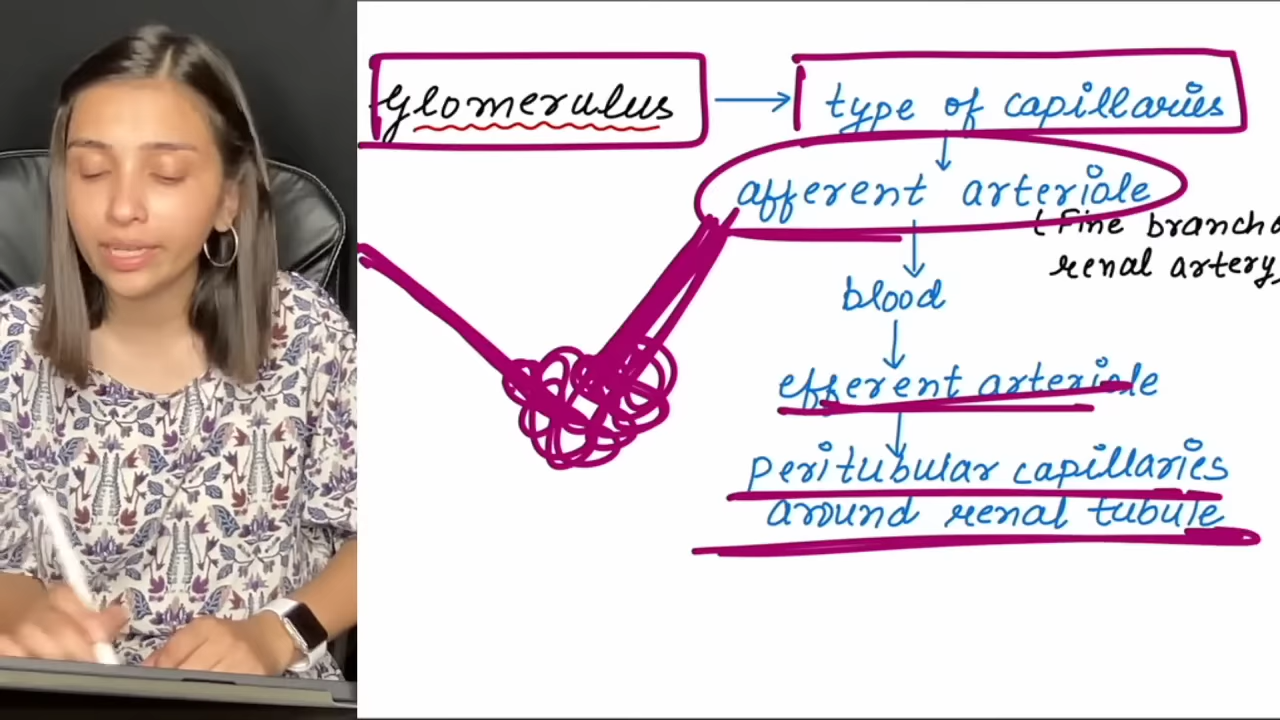 Glomerulus → type of capillaries
↓
afferent arteriole
(Fine branch
renal artery,
↓
blood
↓
efferent arteriole
↓
peritubular capillaries
around renal tubule